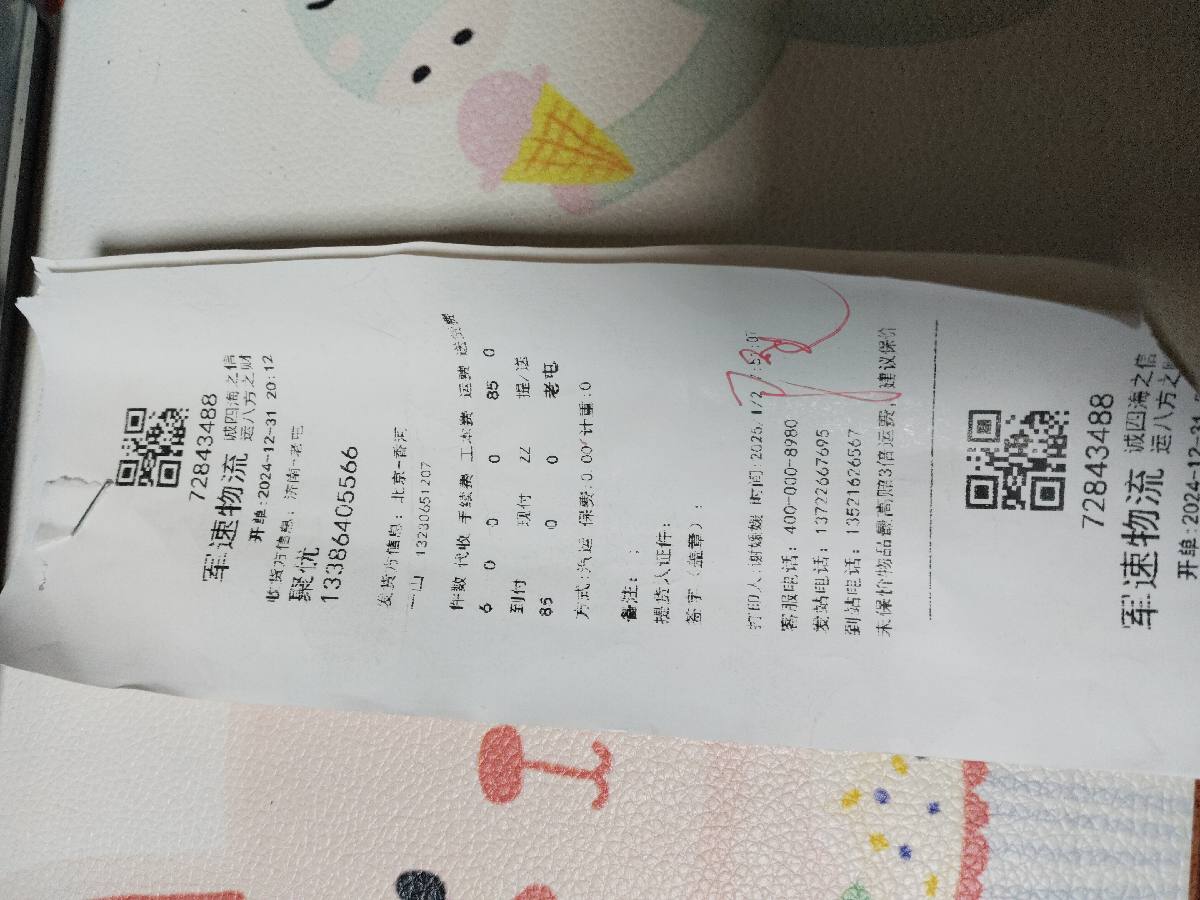 72843488
军速物流 诚四海之信
运八方之财
开单:2024-12-31 20:12
收货方信息：济南-老屯
聚优
13386405566
发货方信息：北京-香河
一山 13230651207
件数 代收 手续费 工本费 运费 送货费
6 0 0 0 85 0
到付 现付 提/送
85 0 0 老屯
方式:汽运 保费:0.00/ 计重:0
备注：
提货人证件：
签字（盖章）：
打印人:谢 时间:2025/1/2
客服电话：400-000-8980
发站电话：13722667695
到站电话：13521626567
未保价物品最高赔3倍运费，建议保价
72843488
军速物流 诚四海之信
运八方之
开单:2024-12-31